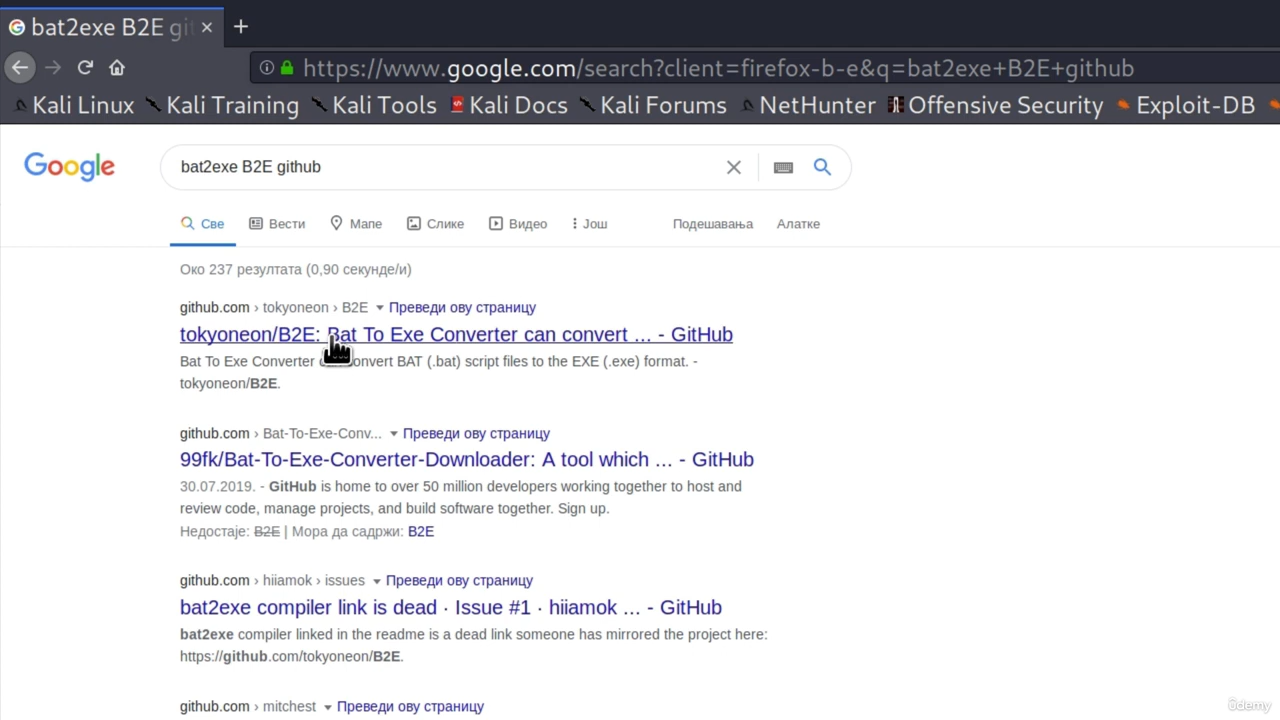 bat2exe B2E git
https://www.google.com/search?client=firefox-b-e&q=bat2exe+B2E+github
Kali Linux Kali Training Kali Tools Kali Docs Kali Forums NetHunter Offensive Security Exploit-DB
Google bat2exe B2E github
Све Вести Мапе Слике Видео Још Подешавања Алатке
Око 237 резултата (0,90 секунде/и)
github.com › tokyoneon › B2E Преведи ову страницу
tokyoneon/B2E: Bat To Exe Converter can convert ... - GitHub
Bat To Exe Converter convert BAT (.bat) script files to the EXE (.exe) format. -
tokyoneon/B2E.
github.com › Bat-To-Exe-Conv... Преведи ову страницу
99fk/Bat-To-Exe-Converter-Downloader: A tool which ... - GitHub
30.07.2019. - GitHub is home to over 50 million developers working together to host and
review code, manage projects, and build software together. Sign up.
Недостаје: B2E | Мора да садржи: B2E
github.com › hiiamok › issues Преведи ову страницу
bat2exe compiler link is dead · Issue #1 · hiiamok ... - GitHub
bat2exe compiler linked in the readme is a dead link someone has mirrored the project here:
https://github.com/tokyoneon/B2E.
github.com › mitchest Преведи ову страницу
ûdemy